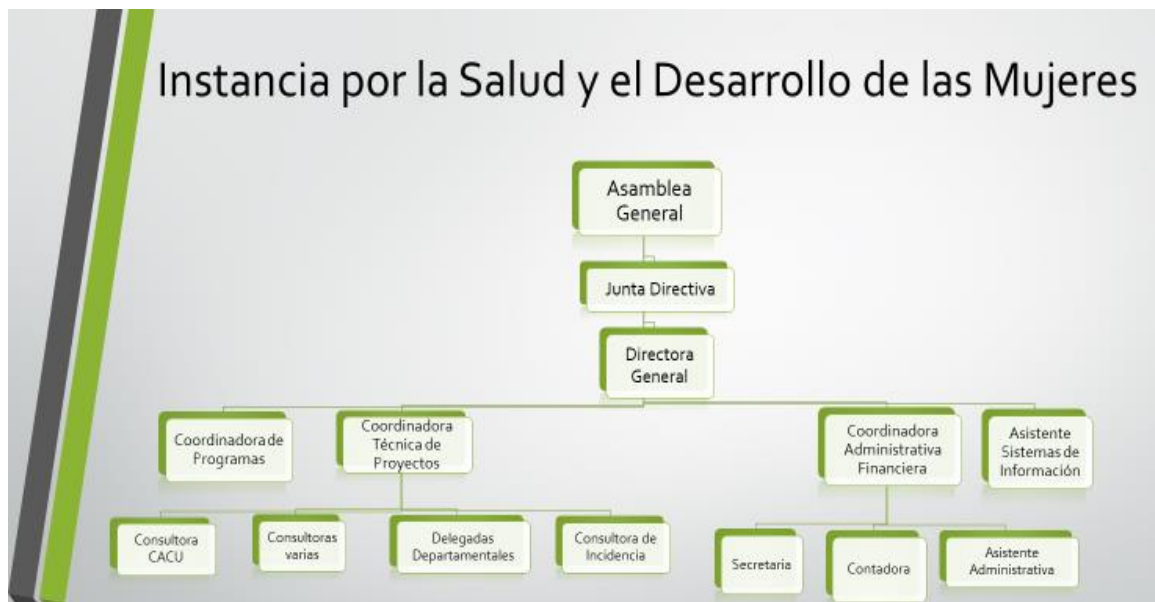 Instancia por la Salud y el Desarrollo de las Mujeres
Asamblea
General
Junta Directiva
Directora
General
Coordinadora de
Programas
Coordinadora
Técnica de
Proyectos
Coordinadora
Administrativa
Financiera
Asistente
Sistemas de
Información
Consultora
CACU
Consultoras
varias
Delegadas
Departamentales
Consultora de
Incidencia
Secretaria
Contadora
Asistente
Administrativa